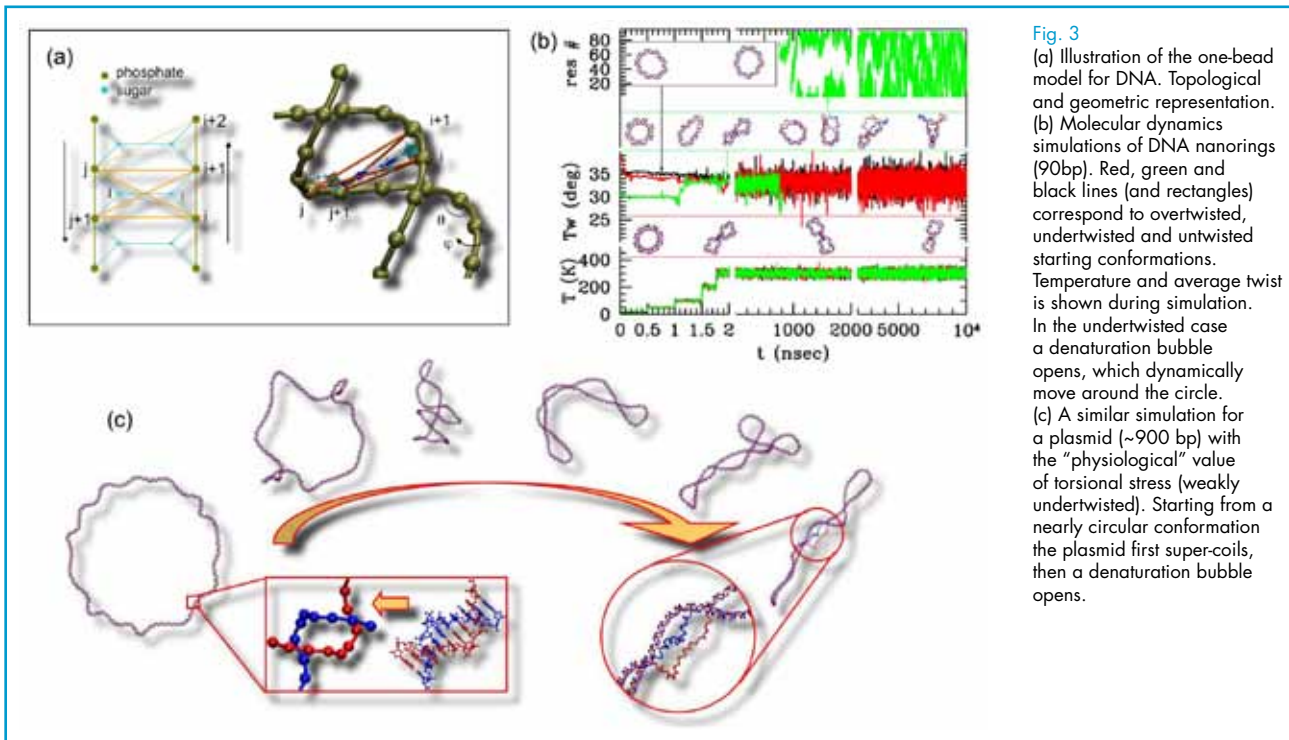 (a)
phosphate
sugar
j+2
j
j+1
j+1
i+1
j
j+1
θ
φ
(b)
res #
80
60
40
20
Tw (deg)
35
30
25
T (K)
400
200
0
0 0.5 1 1.5 2 1000 2000 5000 10⁴
t (nsec)
(c)
Fig. 3
(a) Illustration of the one-bead
model for DNA. Topological
and geometric representation.
(b) Molecular dynamics
simulations of DNA nanorings
(90bp). Red, green and
black lines (and rectangles)
correspond to overtwisted,
undertwisted and untwisted
starting conformations.
Temperature and average twist
is shown during simulation.
In the undertwisted case
a denaturation bubble
opens, which dynamically
move around the circle.
(c) A similar simulation for
a plasmid (~900 bp) with
the "physiological" value
of torsional stress (weakly
undertwisted). Starting from a
nearly circular conformation
the plasmid first super-coils,
then a denaturation bubble
opens.